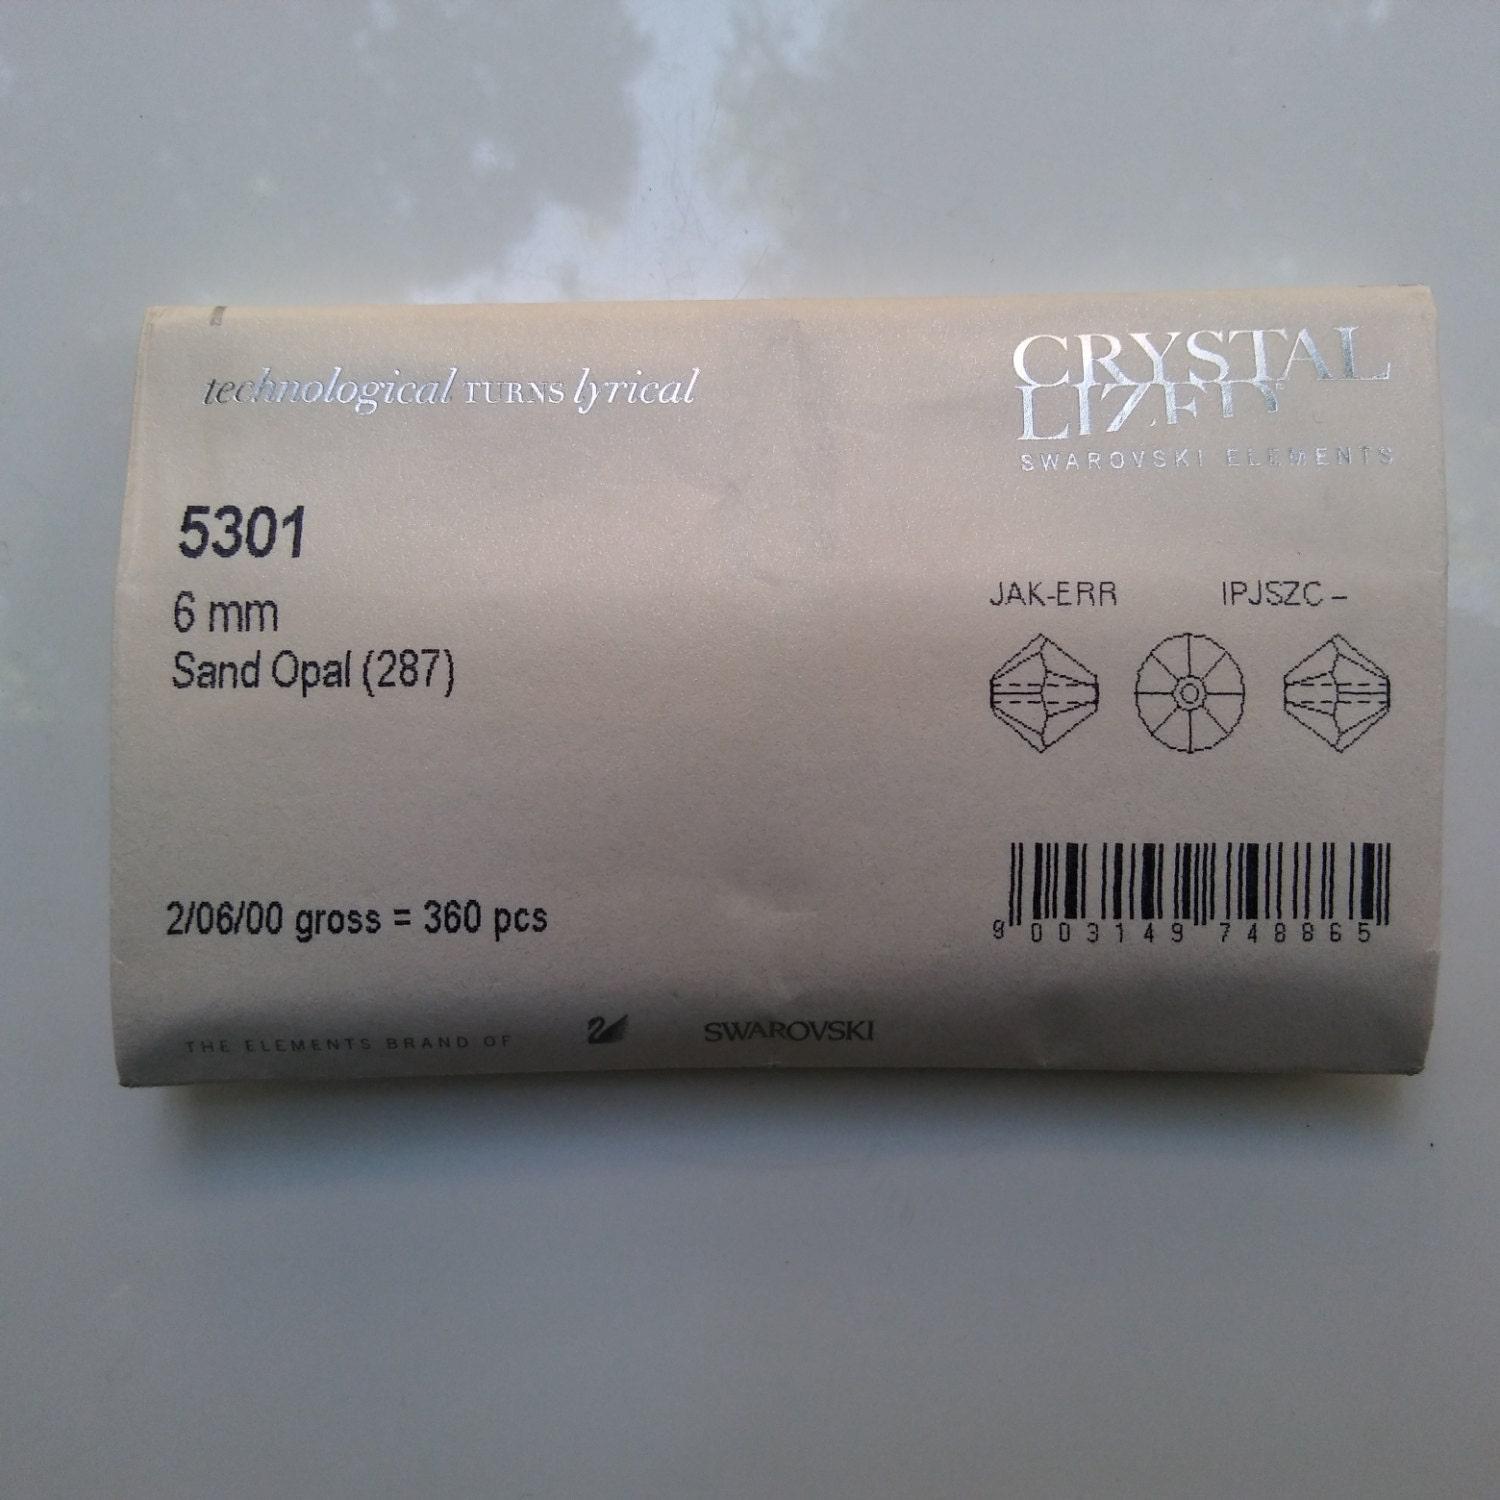 technological TURNS lyrical
CRYSTAL
LIZED
SWAROVSKI ELEMENTS
5301
6 mm
Sand Opal (287)
JAK-ERR IPJSZC-
2/06/00 gross = 360 pcs
9 003149 748865
THE ELEMENTS BRAND OF SWAROVSKI